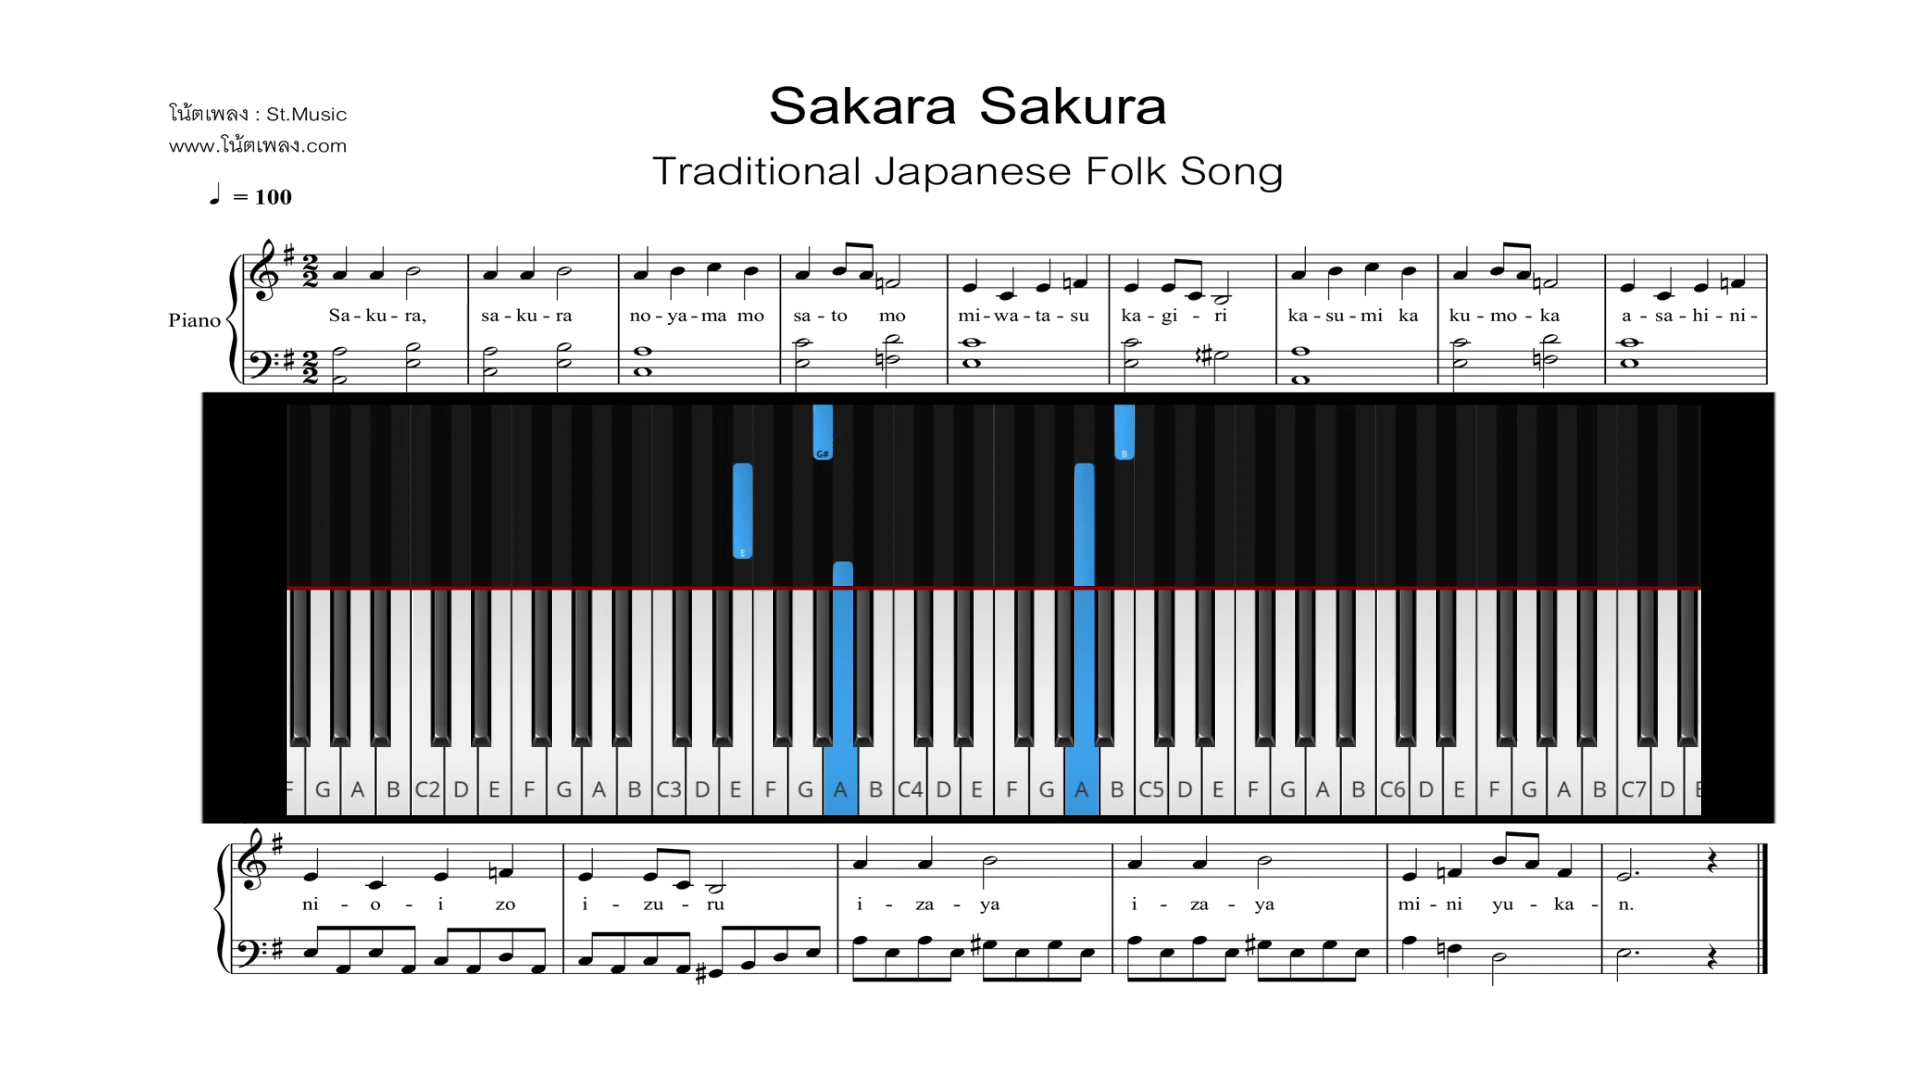 Sakara Sakura
Traditional Japanese Folk Song
โน้ตเพลง : St.Music
www.โน้ตเพลง.com
= 100
Piano
Sa - ku - ra, sa - ku - ra no - ya - ma mo sa - to mo mi - wa - ta - su ka - gi - ri ka - su - mi ka ku - mo - ka a - sa - hi - ni -
G# B
E
F G A B C2 D E F G A B C3 D E F G A B C4 D E F G A B C5 D E F G A B C6 D E F G A B C7 D E
ni - o - i zo i - zu - ru i - za - ya i - za - ya mi - ni yu - ka - n.